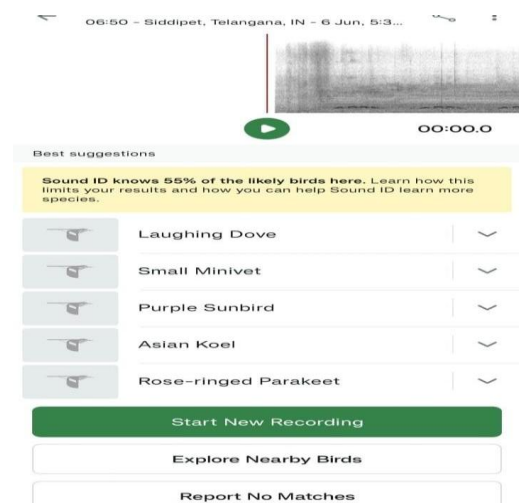 06:50 – Siddipet, Telangana, IN – 6 Jun, 5:3...
00:00.0
Best suggestions
Sound ID knows 55% of the likely birds here. Learn how this
limits your results and how you can help Sound ID learn more
species.
Laughing Dove
Small Minivet
Purple Sunbird
Asian Koel
Rose-ringed Parakeet
Start New Recording
Explore Nearby Birds
Report No Matches